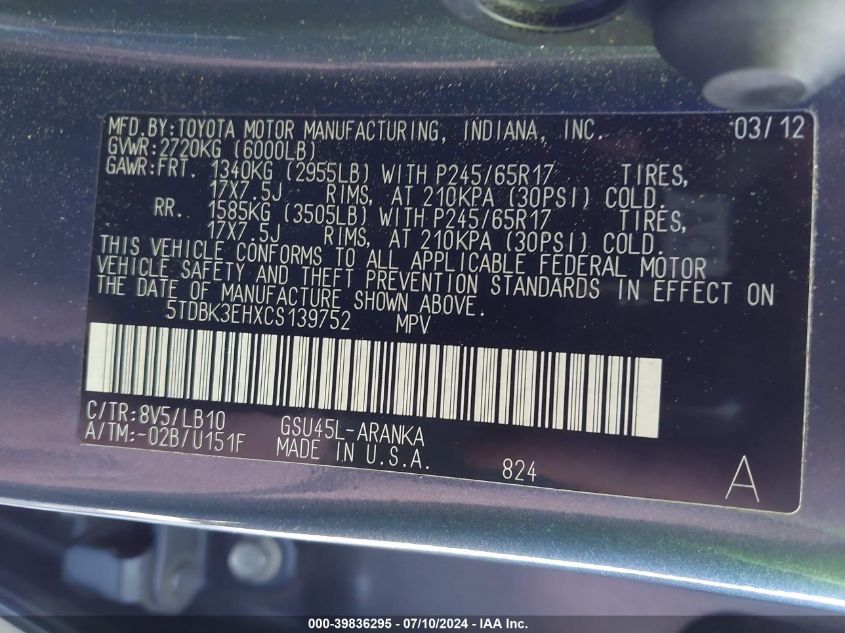 MFD.BY:TOYOTA MOTOR MANUFACTURING, INDIANA, INC. 03/12
GVWR:2720KG (6000LB)
GAWR:FRT. 1340KG (2955LB) WITH P245/65R17 TIRES,
17X7.5J RIMS, AT 210KPA (30PSI) COLD.
RR. 1585KG (3505LB) WITH P245/65R17 TIRES,
17X7.5J RIMS, AT 210KPA (30PSI) COLD.
THIS VEHICLE CONFORMS TO ALL APPLICABLE FEDERAL MOTOR
VEHICLE SAFETY AND THEFT PREVENTION STANDARDS IN EFFECT ON
THE DATE OF MANUFACTURE SHOWN ABOVE.
5TDBK3EHXCS139752 MPV
C/TR:8V5/LB10 GSU45L-ARANKA
A/TM:-02B/U151F MADE IN U.S.A. 824 A
000-39836295 - 07/10/2024 - IAA Inc.